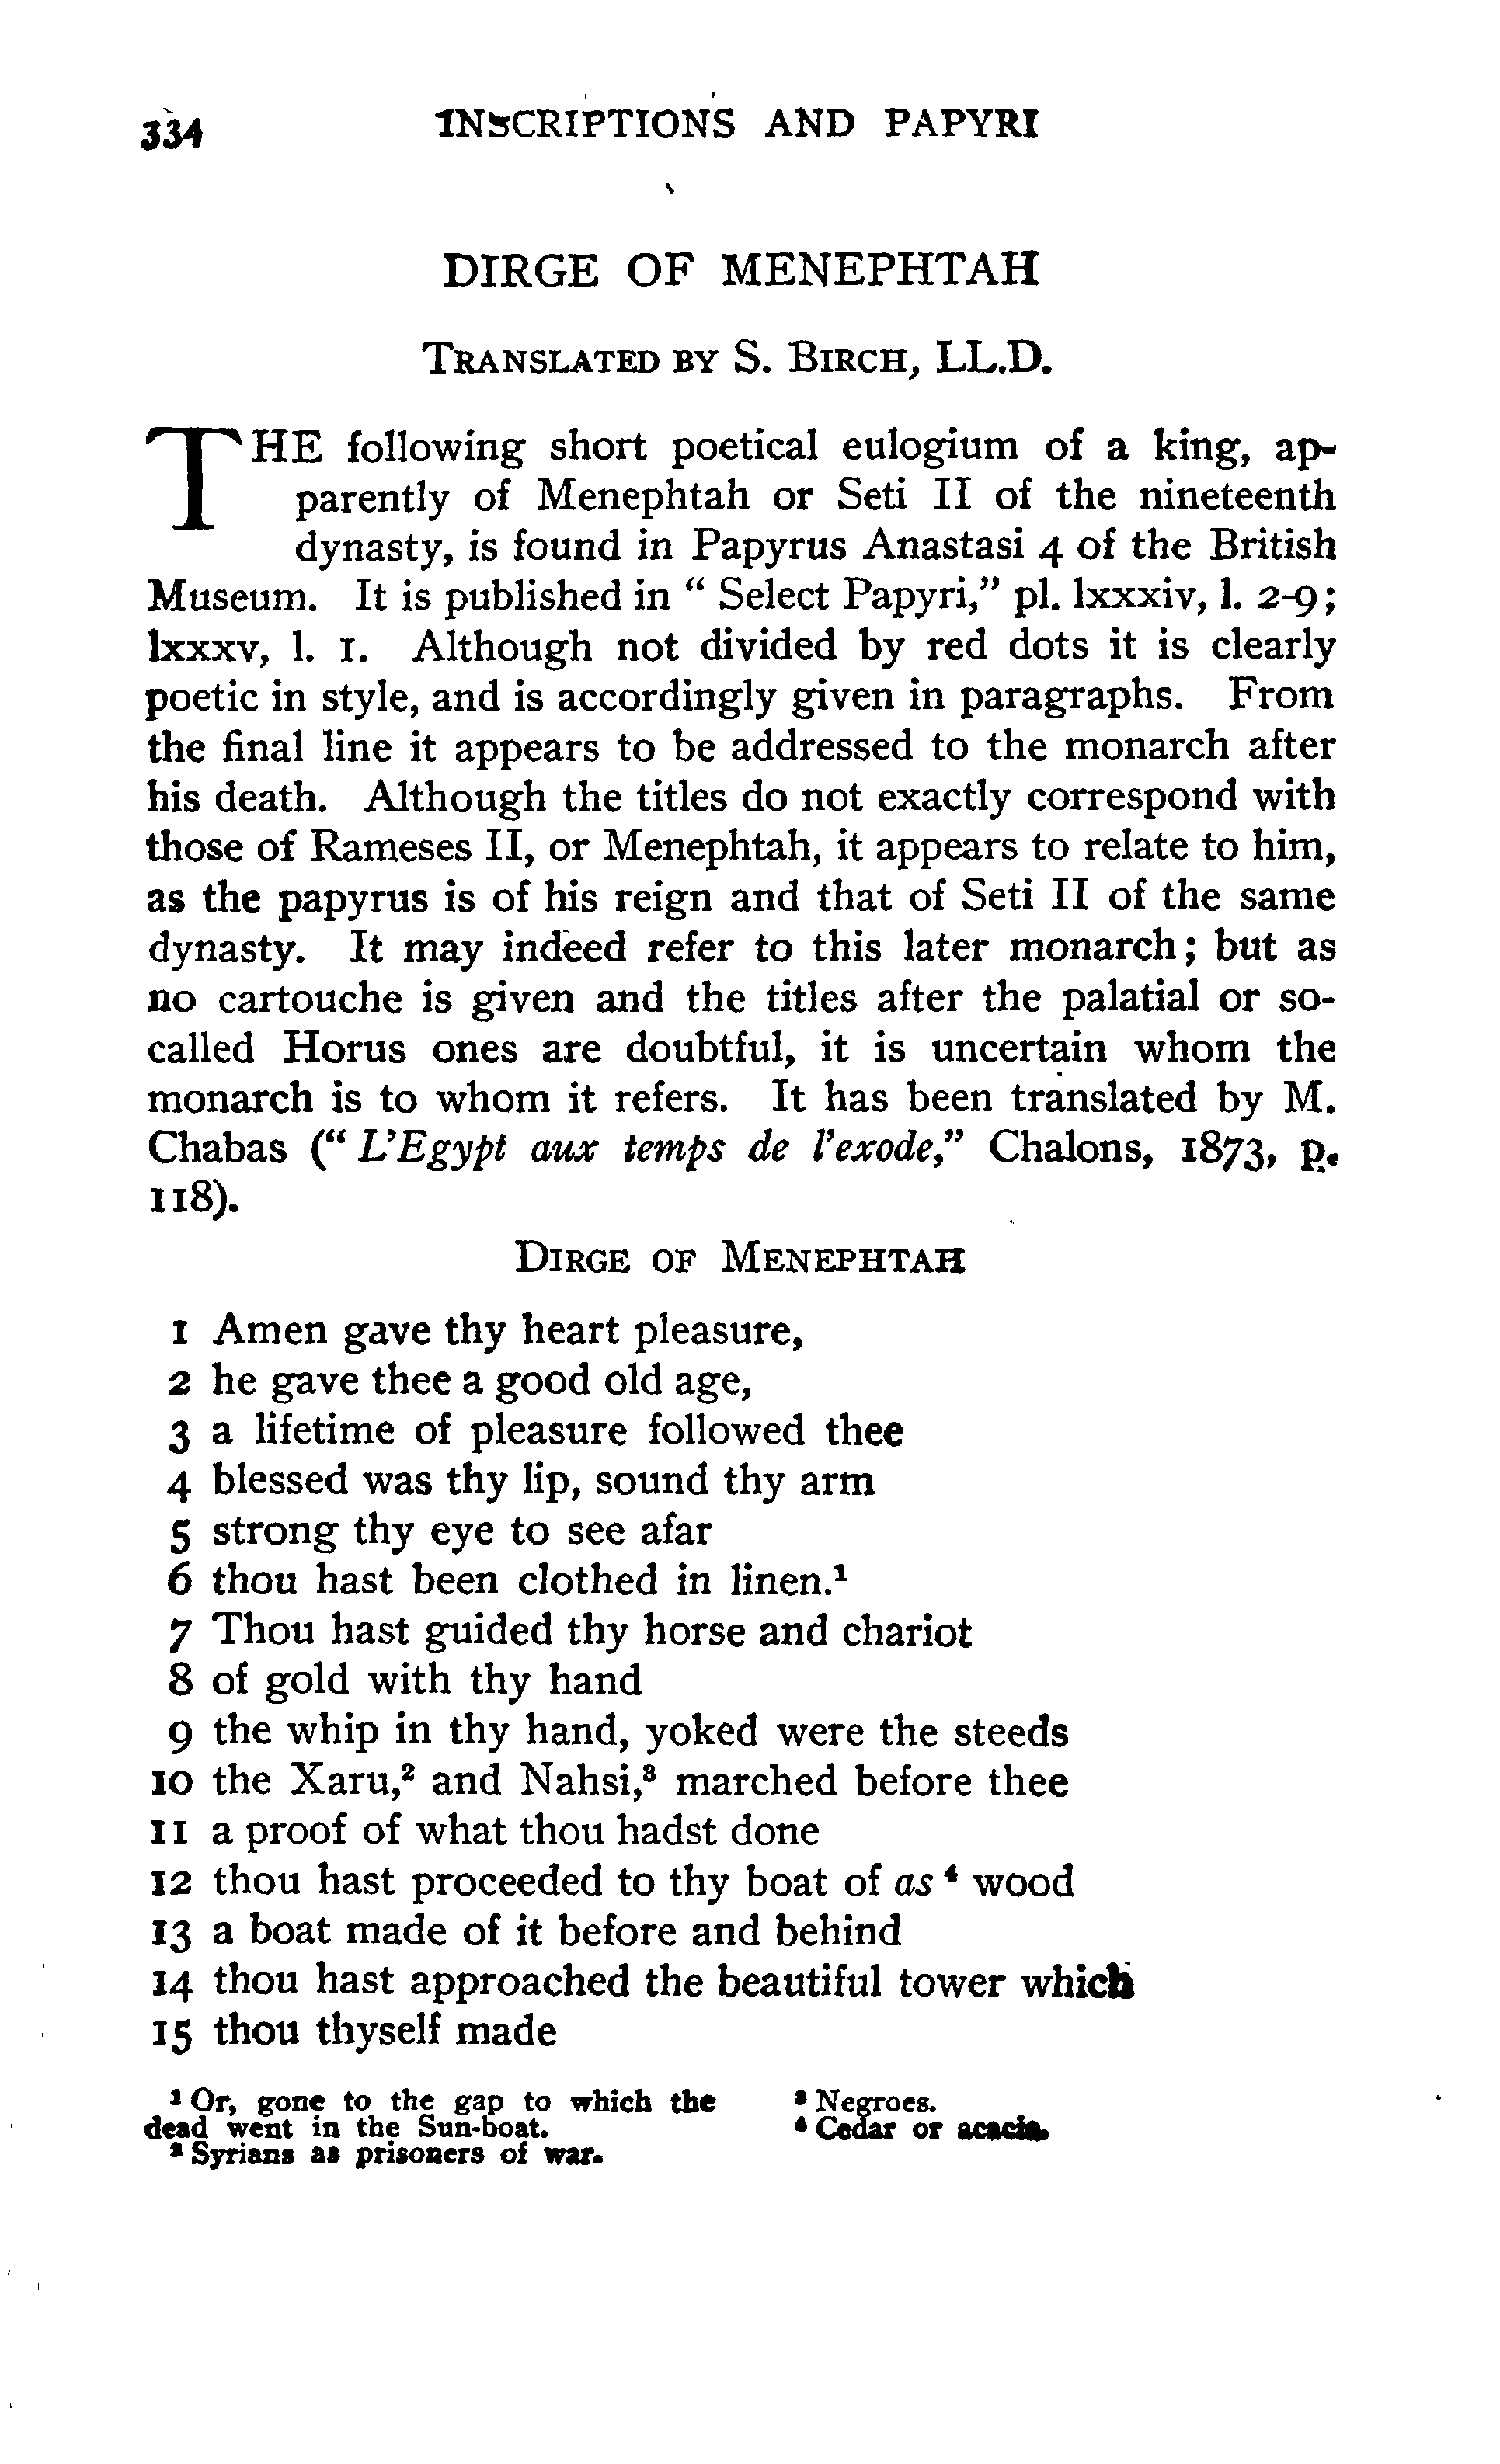 334 INSCRIPTIONS AND PAPYRI
DIRGE OF MENEPHTAH
TRANSLATED BY S. BIRCH, LL.D.
THE following short poetical eulogium of a king, ap-
parently of Menephtah or Seti II of the nineteenth
dynasty, is found in Papyrus Anastasi 4 of the British
Museum. It is published in “ Select Papyri,” pl. lxxxiv, l. 2-9;
lxxxv, l. 1. Although not divided by red dots it is clearly
poetic in style, and is accordingly given in paragraphs. From
the final line it appears to be addressed to the monarch after
his death. Although the titles do not exactly correspond with
those of Rameses II, or Menephtah, it appears to relate to him,
as the papyrus is of his reign and that of Seti II of the same
dynasty. It may indeed refer to this later monarch; but as
no cartouche is given and the titles after the palatial or so-
called Horus ones are doubtful, it is uncertain whom the
monarch is to whom it refers. It has been translated by M.
Chabas (“ L’Egypt aux temps de l’exode,” Chalons, 1873, p.
118).
DIRGE OF MENEPHTAH
1 Amen gave thy heart pleasure,
2 he gave thee a good old age,
3 a lifetime of pleasure followed thee
4 blessed was thy lip, sound thy arm
5 strong thy eye to see afar
6 thou hast been clothed in linen.¹
7 Thou hast guided thy horse and chariot
8 of gold with thy hand
9 the whip in thy hand, yoked were the steeds
10 the Xaru,² and Nahsi,³ marched before thee
11 a proof of what thou hadst done
12 thou hast proceeded to thy boat of as ⁴ wood
13 a boat made of it before and behind
14 thou hast approached the beautiful tower which
15 thou thyself made
¹ Or, gone to the gap to which the
dead went in the Sun-boat.
² Syrians as prisoners of war.
³ Negroes.
⁴ Cedar or acacia.